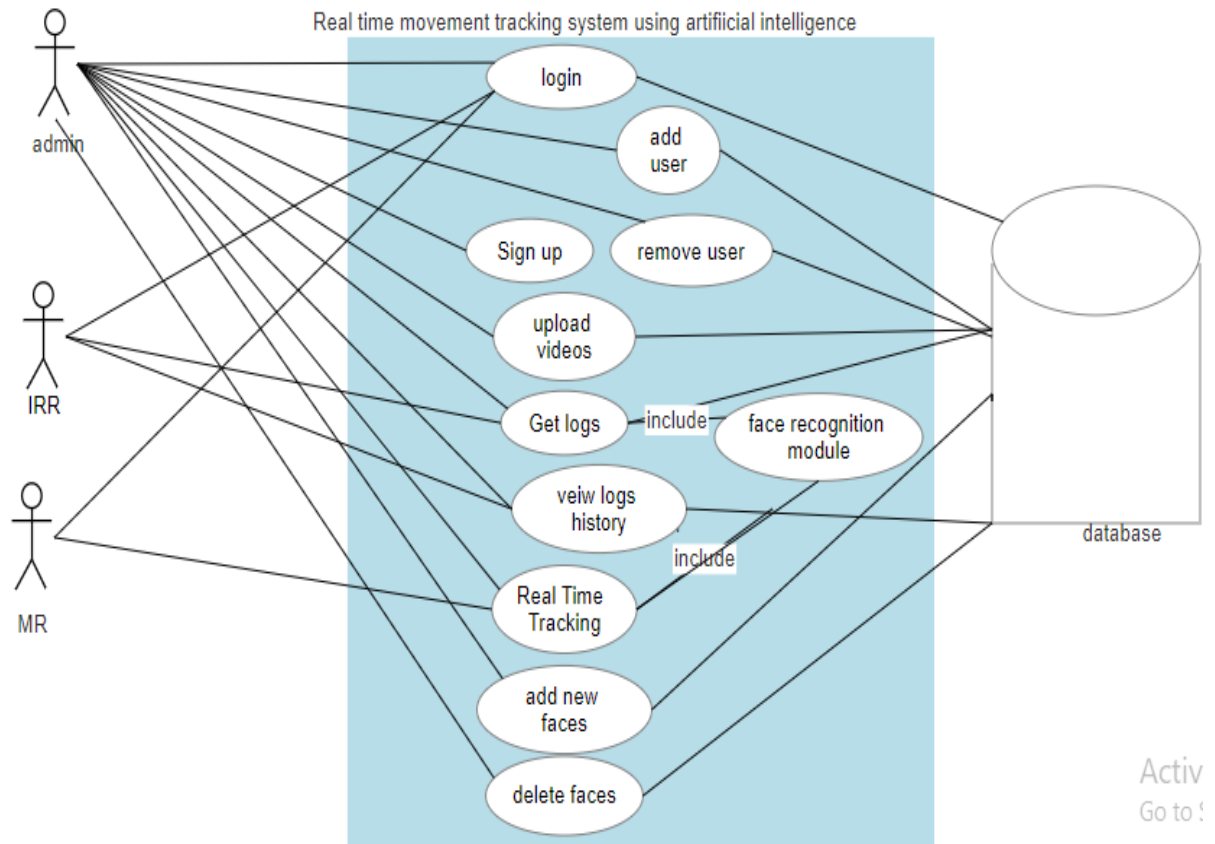 Real time movement tracking system using artifiicial intelligence
login
admin
add
user
Sign up
remove user
upload
videos
IRR
Get logs
include
face recognition
module
veiw logs
history
database
include
Real Time
Tracking
MR
add new
faces
delete faces
Activ
Go to S